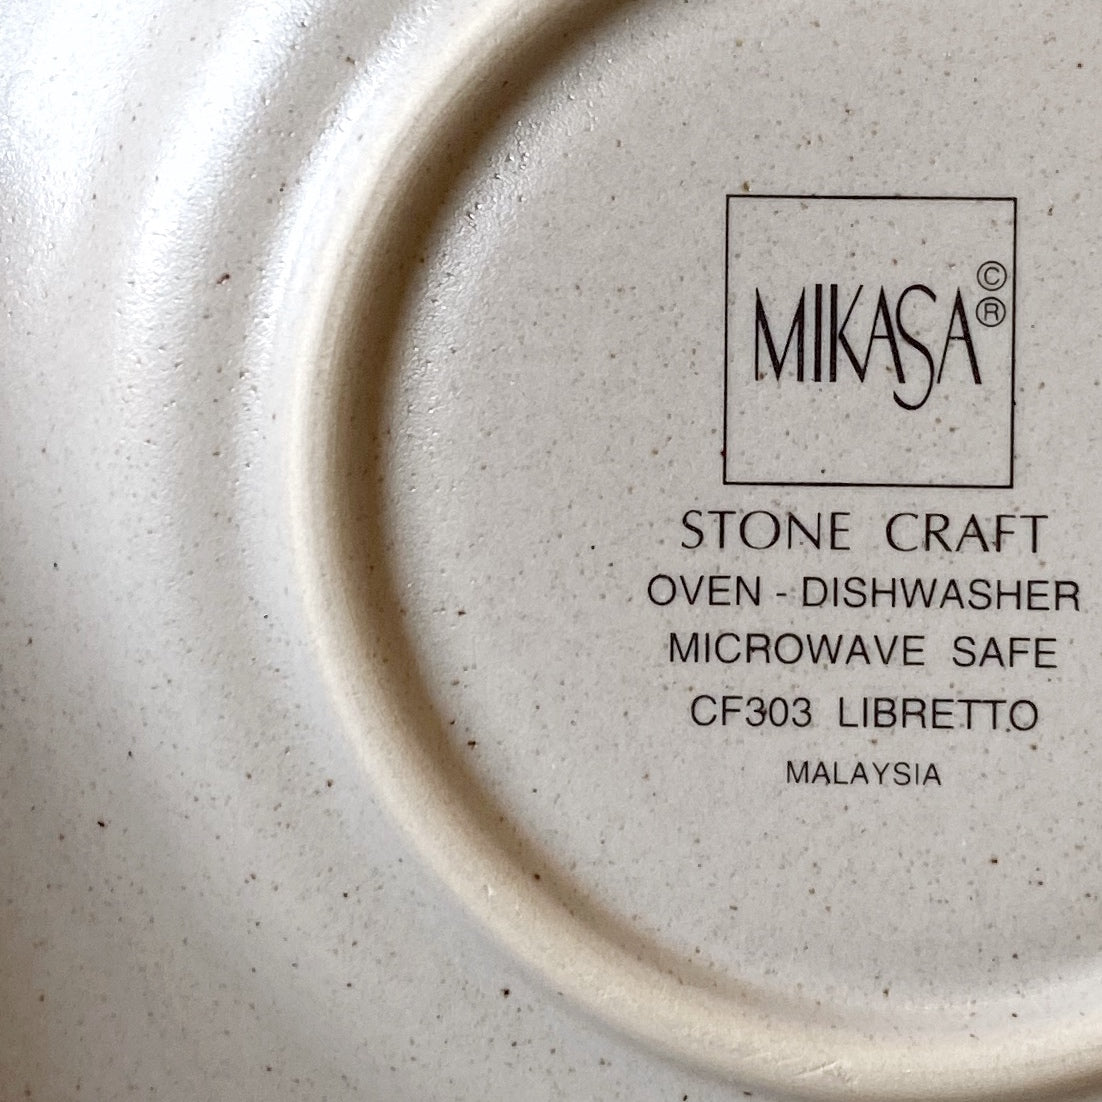 MIKASA © ®
STONE CRAFT
OVEN - DISHWASHER
MICROWAVE SAFE
CF303 LIBRETTO
MALAYSIA